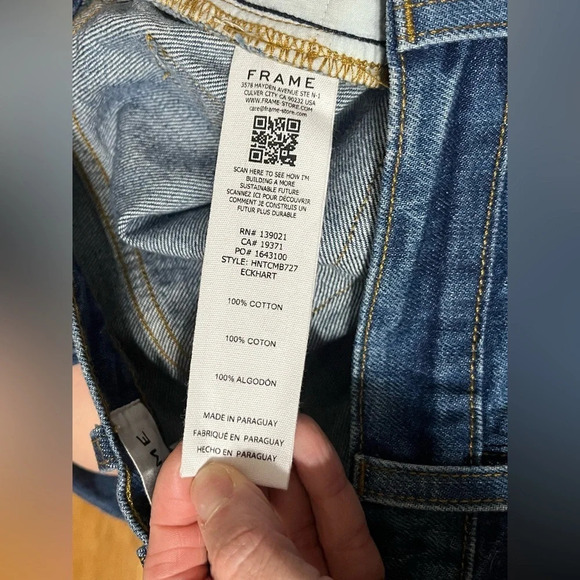 FRAME
3578 HAYDEN AVENUE STE N-1
CULVER CITY CA 90232 USA
WWW.FRAME-STORE.COM
care@frame-store.com
SCAN HERE TO SEE HOW I'M
BUILDING A MORE
SUSTAINABLE FUTURE
SCANNEZ ICI POUR DÉCOUVRIR
COMMENT JE CONSTRUIS UN
FUTUR PLUS DURABLE
RN# 139021
CA# 19371
PO# 1643100
STYLE: HNTCMB727
ECKHART
100% COTTON
100% COTON
100% ALGODÓN
MADE IN PARAGUAY
FABRIQUÉ EN PARAGUAY
HECHO EN PARAGUAY
M E